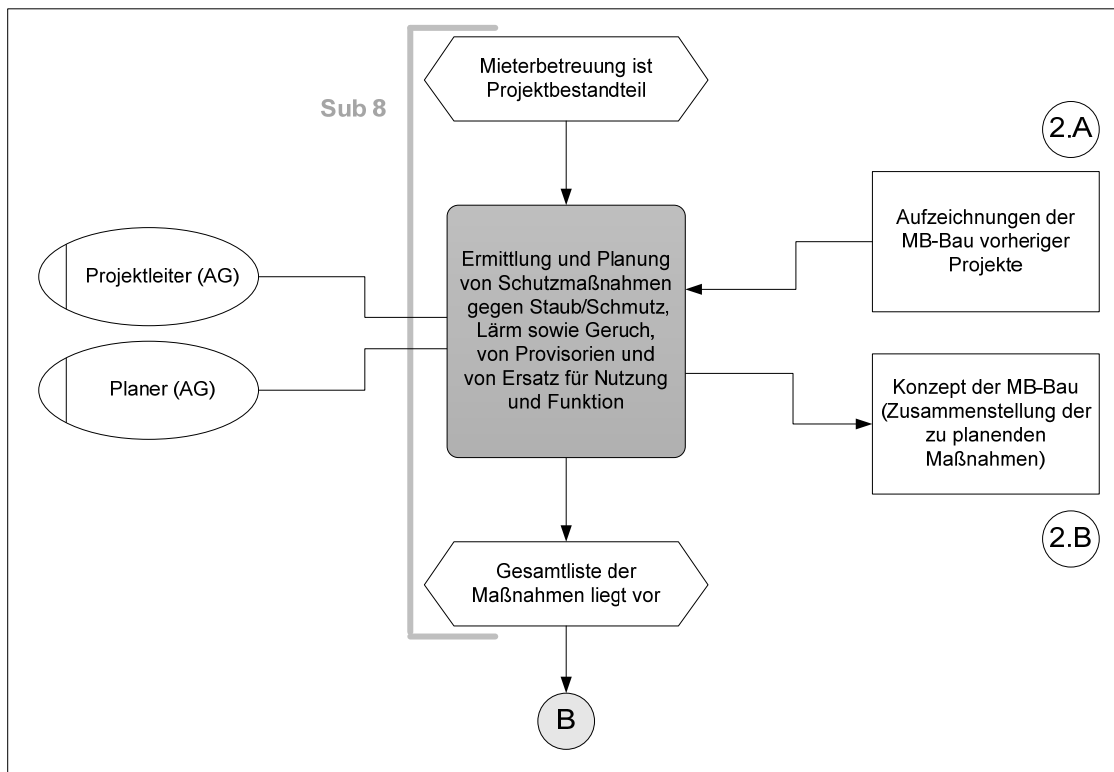 Mieterbetreuung ist
Projektbestandteil
Sub 8
2.A
Aufzeichnungen der
MB-Bau vorheriger
Projekte
Projektleiter (AG)
Planer (AG)
Ermittlung und Planung
von Schutzmaßnahmen
gegen Staub/Schmutz,
Lärm sowie Geruch,
von Provisorien und
von Ersatz für Nutzung
und Funktion
Konzept der MB-Bau
(Zusammenstellung der
zu planenden
Maßnahmen)
2.B
Gesamtliste der
Maßnahmen liegt vor
B